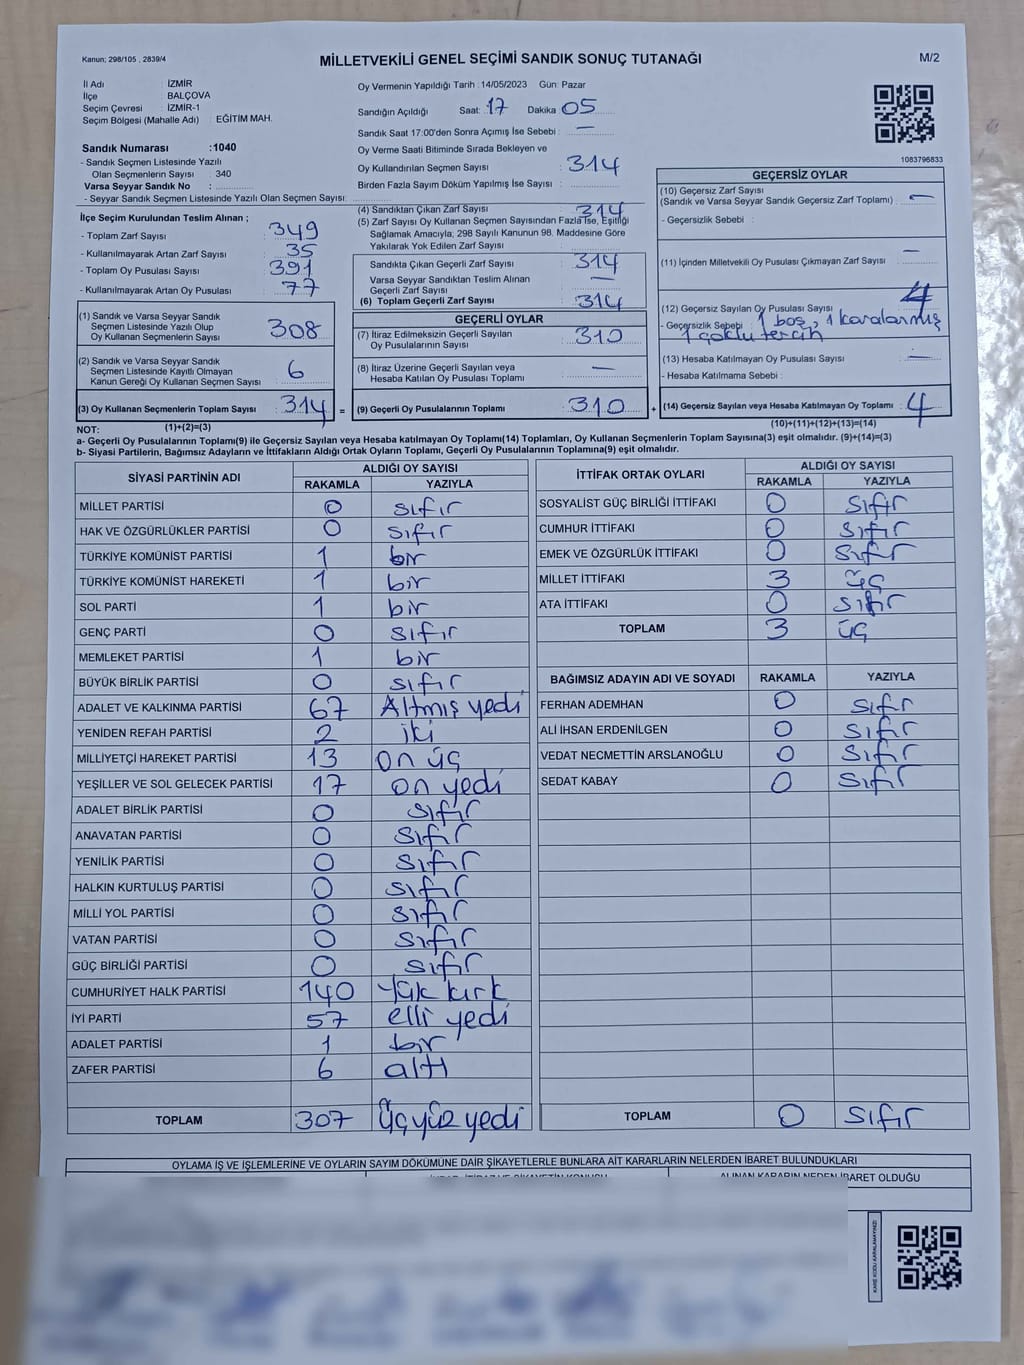 Kanun; 298/105 , 2839/4
MİLLETVEKİLİ GENEL SEÇİMİ SANDIK SONUÇ TUTANAĞI
M/2
İl Adı : İZMİR
İlçe : BALÇOVA
Seçim Çevresi : İZMİR-1
Seçim Bölgesi (Mahalle Adı) : EĞİTİM MAH.
Sandık Numarası :1040
- Sandık Seçmen Listesinde Yazılı
Olan Seçmenlerin Sayısı : 340
Varsa Seyyar Sandık No :
- Seyyar Sandık Seçmen Listesinde Yazılı Olan Seçmen Sayısı:
Oy Vermenin Yapıldığı Tarih : 14/05/2023 Gün: Pazar
Sandığın Açıldığı Saat: 17 Dakika 05
Sandık Saat 17:00'den Sonra Açımış İse Sebebi : —
Oy Verme Saati Bitiminde Sırada Bekleyen ve
Oy Kullandırılan Seçmen Sayısı : 314
Birden Fazla Sayım Döküm Yapılmış İse Sayısı :
1083796833
İlçe Seçim Kurulundan Teslim Alınan ;
- Toplam Zarf Sayısı : 349
- Kullanılmayarak Artan Zarf Sayısı : 35
- Toplam Oy Pusulası Sayısı : 391
- Kullanılmayarak Artan Oy Pusulası : 77
(1) Sandık ve Varsa Seyyar Sandık
Seçmen Listesinde Yazılı Olup
Oy Kullanan Seçmenlerin Sayısı : 308
(2) Sandık ve Varsa Seyyar Sandık
Seçmen Listesinde Kayıtlı Olmayan
Kanun Gereği Oy Kullanan Seçmen Sayısı : 6
(3) Oy Kullanan Seçmenlerin Toplam Sayısı : 314 =
(1)+(2)=(3)
(4) Sandıktan Çıkan Zarf Sayısı : 314
(5) Zarf Sayısı Oy Kullanan Seçmen Sayısından Fazla İse, Eşitliği
Sağlamak Amacıyla, 298 Sayılı Kanunun 98. Maddesine Göre
Yakılarak Yok Edilen Zarf Sayısı :
Sandıkta Çıkan Geçerli Zarf Sayısı : 314
Varsa Seyyar Sandıktan Teslim Alınan
Geçerli Zarf Sayısı : —
(6) Toplam Geçerli Zarf Sayısı : 314
GEÇERLİ OYLAR
(7) İtiraz Edilmeksizin Geçerli Sayılan
Oy Pusulalarının Sayısı : 310
(8) İtiraz Üzerine Geçerli Sayılan veya
Hesaba Katılan Oy Pusulası Toplamı : —
(9) Geçerli Oy Pusulalarının Toplamı : 310 +
GEÇERSİZ OYLAR
(10) Geçersiz Zarf Sayısı
(Sandık ve Varsa Seyyar Sandık Geçersiz Zarf Toplamı) : —
- Geçersizlik Sebebi :
(11) İçinden Milletvekili Oy Pusulası Çıkmayan Zarf Sayısı : —
(12) Geçersiz Sayılan Oy Pusulası Sayısı : 4
- Geçersizlik Sebebi : 1 boş, 1 karalanmış
1 çoklu tercih
(13) Hesaba Katılmayan Oy Pusulası Sayısı : —
- Hesaba Katılmama Sebebi :
(14) Geçersiz Sayılan veya Hesaba Katılmayan Oy Toplamı : 4
(10)+(11)+(12)+(13)=(14)
NOT:
a- Geçerli Oy Pusulalarının Toplamı(9) ile Geçersiz Sayılan veya Hesaba katılmayan Oy Toplamı(14) Toplamları, Oy Kullanan Seçmenlerin Toplam Sayısına(3) eşit olmalıdır. (9)+(14)=(3)
b- Siyasi Partilerin, Bağımsız Adayların ve İttifakların Aldığı Ortak Oyların Toplamı, Geçerli Oy Pusulalarının Toplamına(9) eşit olmalıdır.
SİYASİ PARTİNİN ADI ALDIĞI OY SAYISI
RAKAMLA YAZIYLA
MİLLET PARTİSİ 0 sıfır
HAK VE ÖZGÜRLÜKLER PARTİSİ 0 sıfır
TÜRKİYE KOMÜNİST PARTİSİ 1 bir
TÜRKİYE KOMÜNİST HAREKETİ 1 bir
SOL PARTİ 1 bir
GENÇ PARTİ 0 sıfır
MEMLEKET PARTİSİ 1 bir
BÜYÜK BİRLİK PARTİSİ 0 sıfır
ADALET VE KALKINMA PARTİSİ 67 Altmış yedi
YENİDEN REFAH PARTİSİ 2 iki
MİLLİYETÇİ HAREKET PARTİSİ 13 on üç
YEŞİLLER VE SOL GELECEK PARTİSİ 17 on yedi
ADALET BİRLİK PARTİSİ 0 sıfır
ANAVATAN PARTİSİ 0 sıfır
YENİLİK PARTİSİ 0 sıfır
HALKIN KURTULUŞ PARTİSİ 0 sıfır
MİLLİ YOL PARTİSİ 0 sıfır
VATAN PARTİSİ 0 sıfır
GÜÇ BİRLİĞİ PARTİSİ 0 sıfır
CUMHURİYET HALK PARTİSİ 140 Yük kırk
İYİ PARTİ 57 elli yedi
ADALET PARTİSİ 1 bir
ZAFER PARTİSİ 6 altı
TOPLAM 307 Üç yüz yedi
İTTİFAK ORTAK OYLARI ALDIĞI OY SAYISI
RAKAMLA YAZIYLA
SOSYALİST GÜÇ BİRLİĞİ İTTİFAKI 0 sıfır
CUMHUR İTTİFAKI 0 sıfır
EMEK VE ÖZGÜRLÜK İTTİFAKI 0 sıfır
MİLLET İTTİFAKI 3 üç
ATA İTTİFAKI 0 sıfır
TOPLAM 3 üç
BAĞIMSIZ ADAYIN ADI VE SOYADI RAKAMLA YAZIYLA
FERHAN ADEMHAN 0 sıfır
ALİ İHSAN ERDENİLGEN 0 sıfır
VEDAT NECMETTİN ARSLANOĞLU 0 sıfır
SEDAT KABAY 0 sıfır
TOPLAM 0 sıfır
OYLAMA İŞ VE İŞLEMLERİNE VE OYLARIN SAYIM DÖKÜMÜNE DAİR ŞİKAYETLERLE BUNLARA AİT KARARLARIN NELERDEN İBARET BULUNDUKLARI
ALINAN KARARIN NEDEN İBARET OLDUĞU
KARE KODU KARALAMAYINIZ!